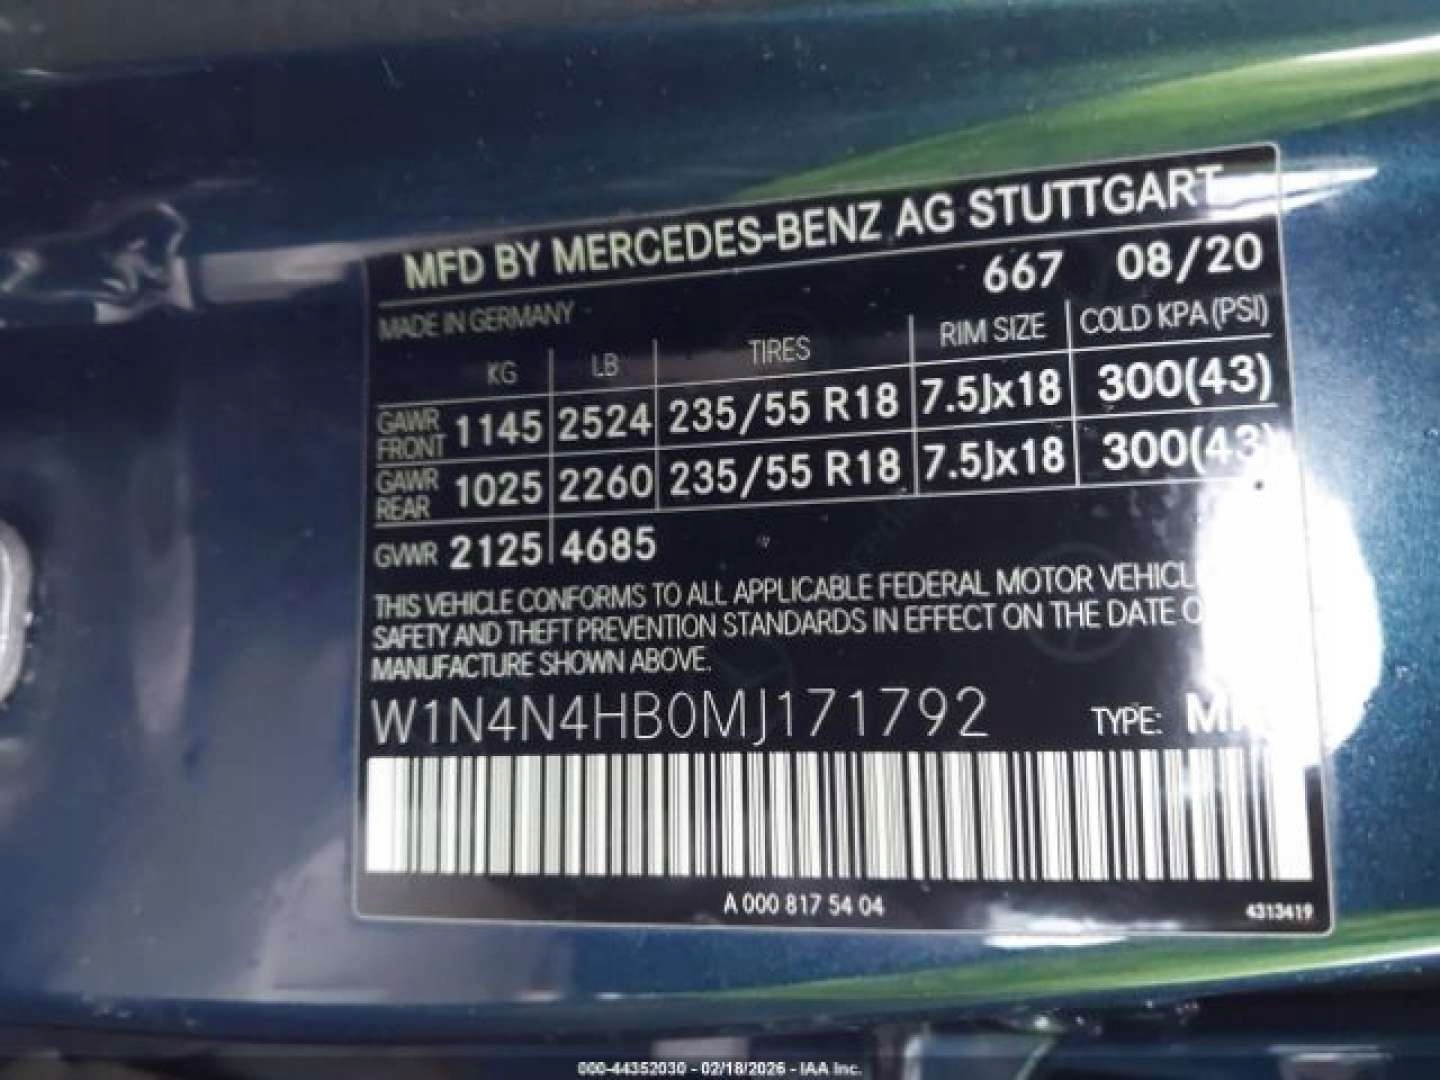 MFD BY MERCEDES-BENZ AG STUTTGART
667 08/20
MADE IN GERMANY
KG LB TIRES RIM SIZE COLD KPA (PSI)
GAWR FRONT 1145 2524 235/55 R18 7.5Jx18 300(43)
GAWR REAR 1025 2260 235/55 R18 7.5Jx18 300(43)
GVWR 2125 4685
THIS VEHICLE CONFORMS TO ALL APPLICABLE FEDERAL MOTOR
SAFETY AND THEFT PREVENTION STANDARDS IN EFFECT ON THE DATE
MANUFACTURE SHOWN ABOVE.
W1N4N4HB0MJ171792 TYPE:
A 000 817 54 04
4313419
000-44352030 - 02/18/2026 - IAA Inc.